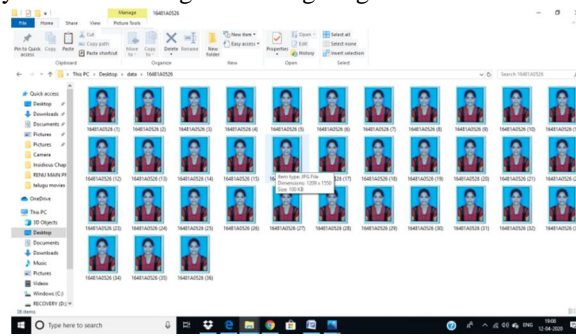 Manage 16481A0526
File Home Share View Picture Tools
Pin to Quick access Copy Paste Cut Copy path Paste shortcut Move to Copy to Delete Rename New folder New item Easy access Properties Open Edit History Select all Select none Invert selection
Clipboard Organize New Open Select
This PC > Desktop > data > 16481A0526 Search 16481A0526
Quick access
Desktop
Downloads
Documents
Pictures
Pictures
Camera
Insidious Chap
RENU MAIN PR
telugu movies
OneDrive
This PC
3D Objects
Desktop
Documents
Downloads
Music
Pictures
Videos
Windows (C:)
RECOVERY (D:)
16481A0526 (1) 16481A0526 (2) 16481A0526 (3) 16481A0526 (4) 16481A0526 (5) 16481A0526 (6) 16481A0526 (7) 16481A0526 (8) 16481A0526 (9) 16481A0526 (10) 16481A0526 (
16481A0526 (12) 16481A0526 (13) 16481A0526 (14) 16481A0526 (15) (17) 16481A0526 (18) 16481A0526 (19) 16481A0526 (20) 16481A0526 (21) 16481A0526 (
Item type: JPG File
Dimensions: 1209 x 1550
Size: 100 KB
16481A0526 (23) 16481A0526 (24) 16481A0526 (25) 16481A0526 (26) 16481A0526 (27) 16481A0526 (28) 16481A0526 (29) 16481A0526 (30) 16481A0526 (31) 16481A0526 (32) 16481A0526 (
16481A0526 (34) 16481A0526 (35) 16481A0526 (36)
36 items
Type here to search
ENG 19:08
12-04-2020